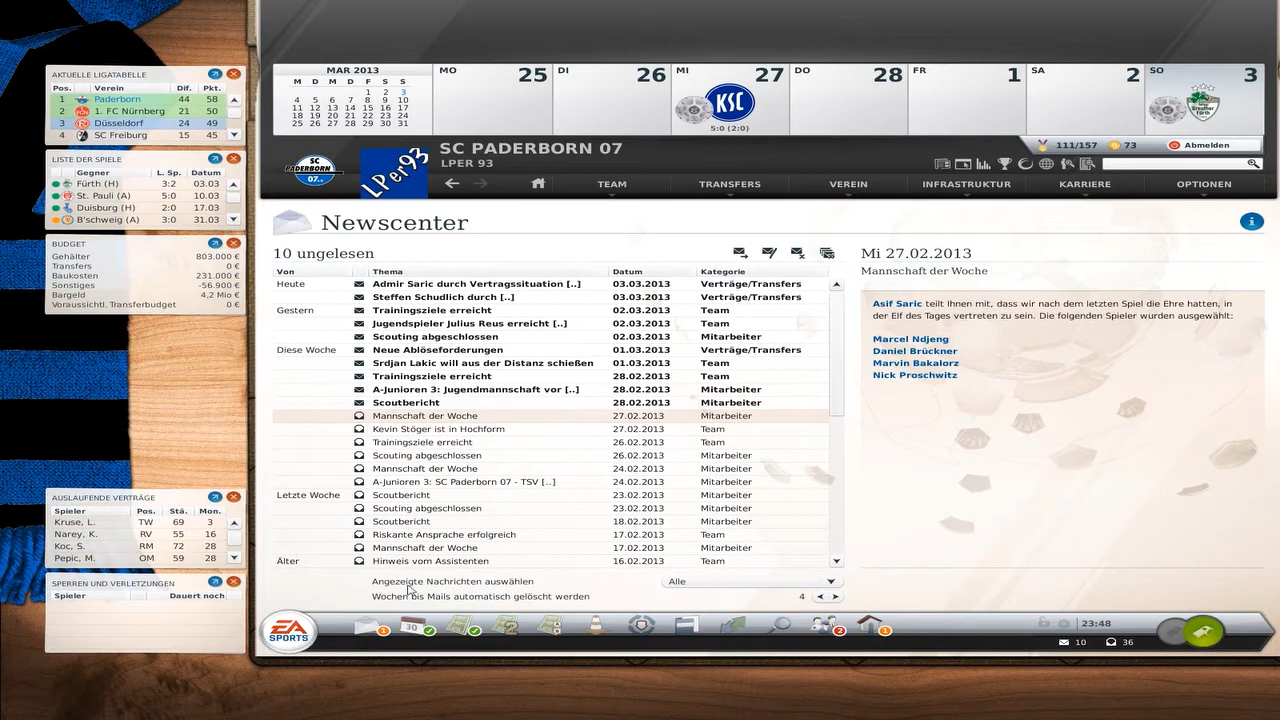 AKTUELLE LIGATABELLE
Pos. Verein Dif. Pkt.
1 Paderborn 44 58
2 1. FC Nürnberg 21 50
3 Düsseldorf 24 49
4 SC Freiburg 15 45
LISTE DER SPIELE
Gegner L. Sp. Datum
Fürth (H) 3:2 03.03
St. Pauli (A) 5:0 10.03
Duisburg (H) 2:0 17.03
B'schweig (A) 3:0 31.03
BUDGET
Gehälter 803.000 €
Transfers 0 €
Baukosten 231.000 €
Sonstiges -56.900 €
Bargeld 4,2 Mio €
Voraussichtl. Transferbudget 0 €
AUSLAUFENDE VERTRÄGE
Spieler Pos. Stä. Mon.
Kruse, L. TW 69 3
Narey, K. RV 55 16
Koc, S. RM 72 28
Pepic, M. OM 59 28
SPERREN UND VERLETZUNGEN
Spieler Dauert noch
MAR 2013
M D M D F S S
1 2 3
4 5 6 7 8 9 10
11 12 13 14 15 16 17
18 19 20 21 22 23 24
25 26 27 28 29 30 31
MO 25
DI 26
MI 27
KSC
5:0 (2:0)
DO 28
FR 1
SA 2
SO 3
SC PADERBORN 07..
LPer93
SC PADERBORN 07
LPER 93
111/157 73 Abmelden
TEAM TRANSFERS VEREIN INFRASTRUKTUR KARRIERE OPTIONEN
Newscenter
10 ungelesen
Von Thema Datum Kategorie
Heute Admir Saric durch Vertragssituation [..] 03.03.2013 Verträge/Transfers
Steffen Schudlich durch [..] 03.03.2013 Verträge/Transfers
Gestern Trainingsziele erreicht 02.03.2013 Team
Jugendspieler Julius Reus erreicht [..] 02.03.2013 Team
Scouting abgeschlossen 02.03.2013 Mitarbeiter
Diese Woche Neue Ablöseforderungen 01.03.2013 Verträge/Transfers
Srdjan Lakic will aus der Distanz schießen 01.03.2013 Team
Trainingsziele erreicht 28.02.2013 Team
A-Junioren 3: Jugendmannschaft vor [..] 28.02.2013 Mitarbeiter
Scoutbericht 28.02.2013 Mitarbeiter
Mannschaft der Woche 27.02.2013 Mitarbeiter
Kevin Stöger ist in Hochform 27.02.2013 Team
Trainingsziele erreicht 26.02.2013 Team
Scouting abgeschlossen 26.02.2013 Mitarbeiter
Mannschaft der Woche 24.02.2013 Mitarbeiter
A-Junioren 3: SC Paderborn 07 - TSV [..] 24.02.2013 Mitarbeiter
Letzte Woche Scoutbericht 23.02.2013 Mitarbeiter
Scouting abgeschlossen 23.02.2013 Mitarbeiter
Scoutbericht 18.02.2013 Mitarbeiter
Riskante Ansprache erfolgreich 17.02.2013 Team
Mannschaft der Woche 17.02.2013 Mitarbeiter
Älter Hinweis vom Assistenten 16.02.2013 Team
Angezeigte Nachrichten auswählen Alle
Wochen bis Mails automatisch gelöscht werden 4
Mi 27.02.2013
Mannschaft der Woche
Asif Saric teilt Ihnen mit, dass wir nach dem letzten Spiel die Ehre hatten, in
der Elf des Tages vertreten zu sein. Die folgenden Spieler wurden ausgewählt:
Marcel Ndjeng
Daniel Brückner
Marvin Bakalorz
Nick Proschwitz
EA SPORTS
1 30 2 2 1
23:48
10 36